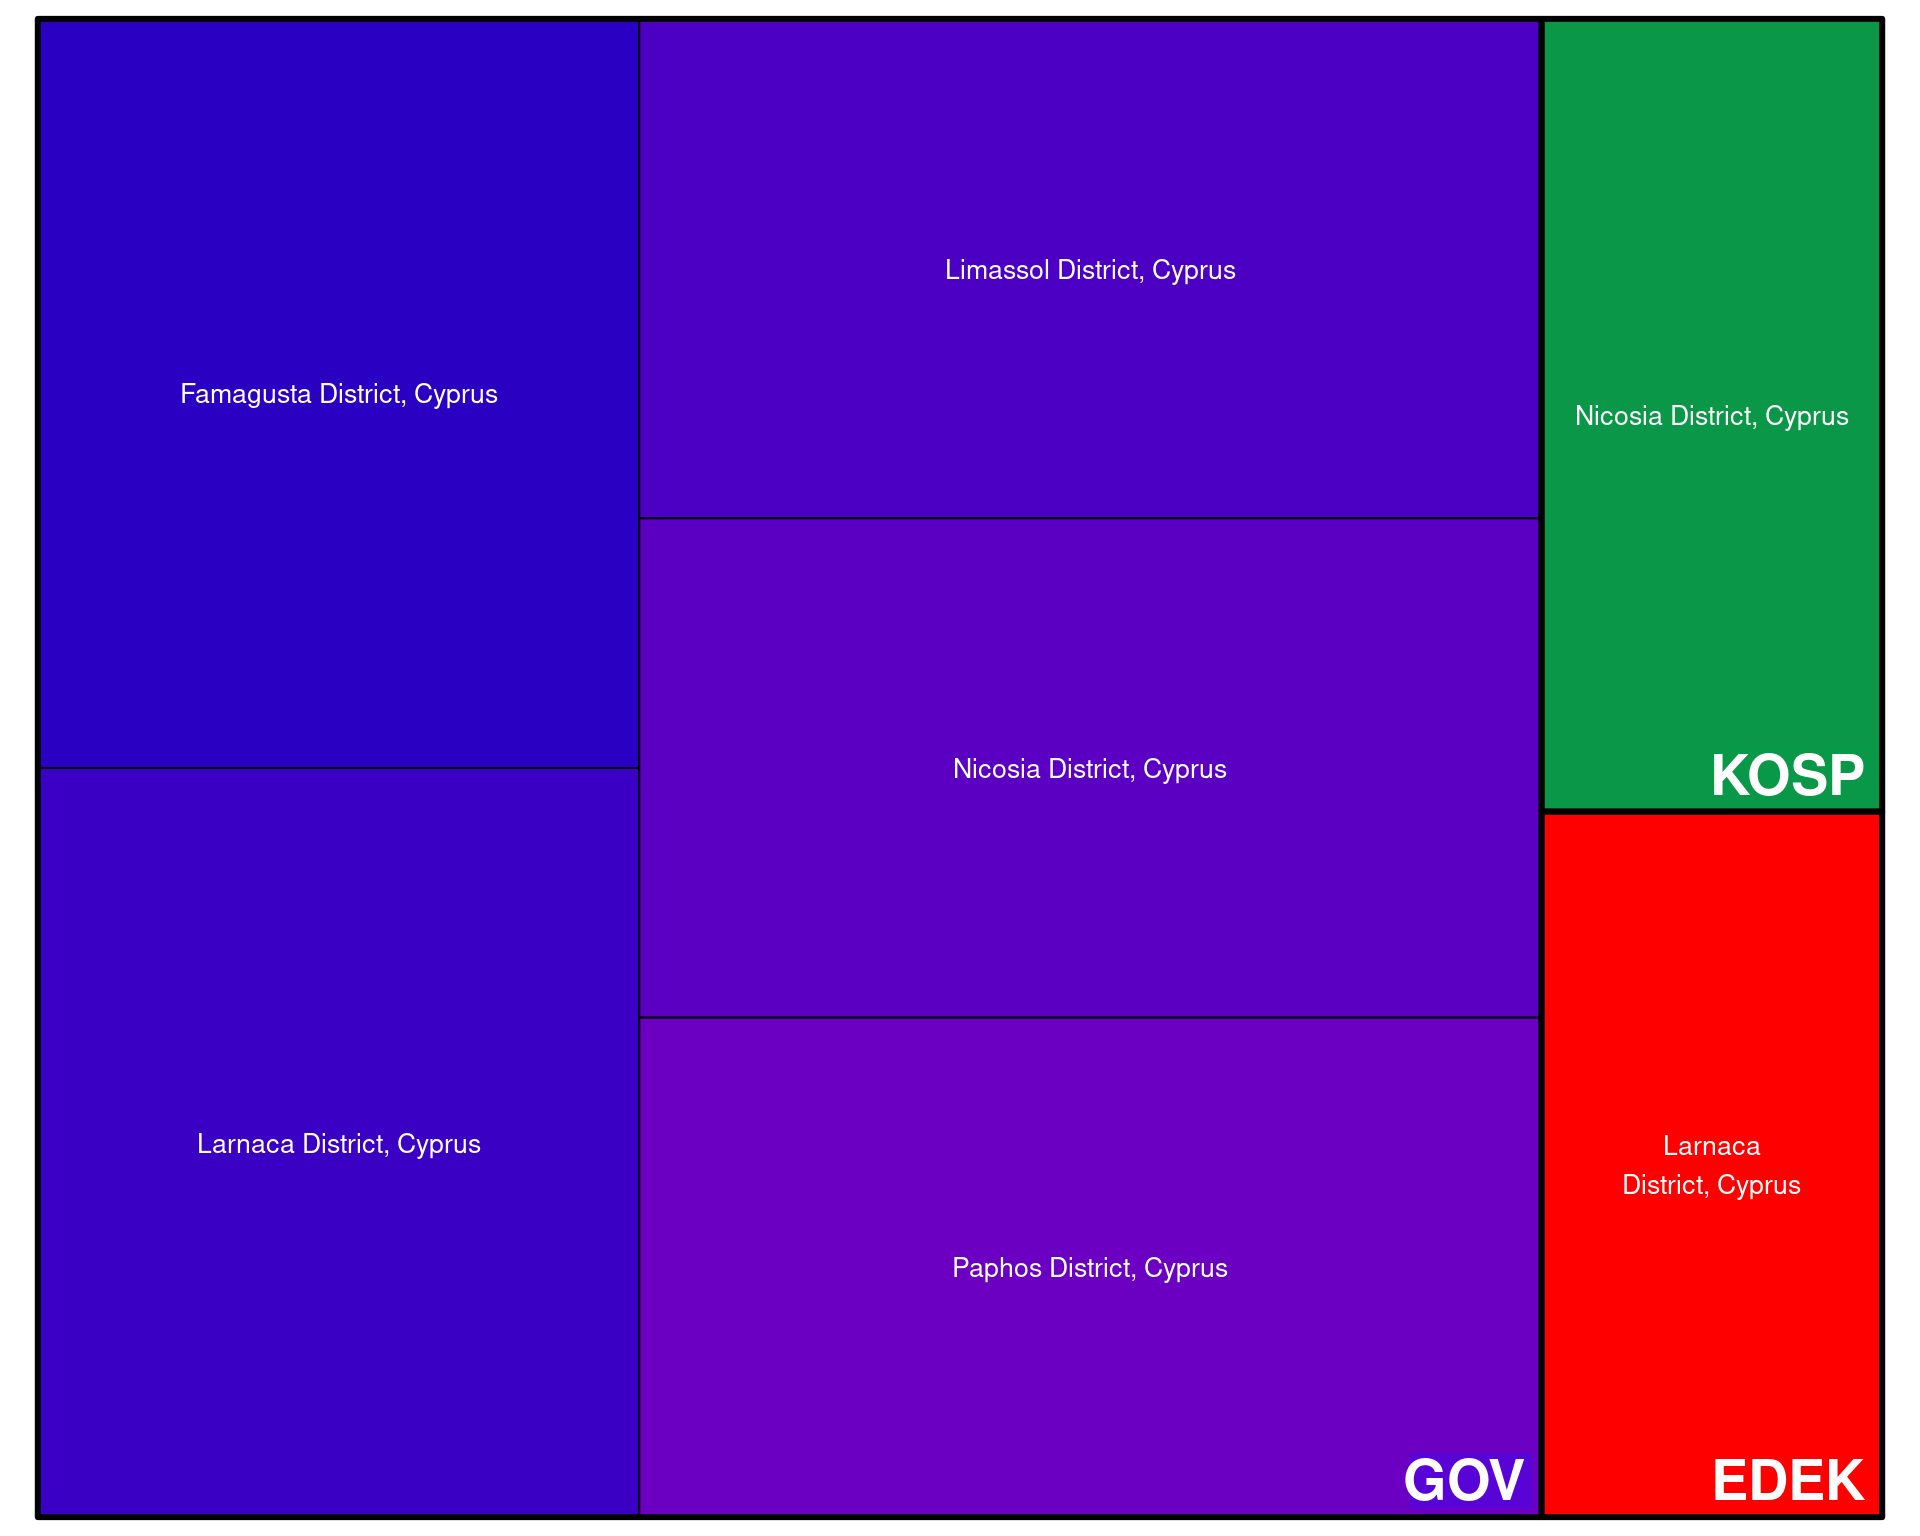 Famagusta District, Cyprus
Larnaca District, Cyprus
Limassol District, Cyprus
Nicosia District, Cyprus
Paphos District, Cyprus
GOV
Nicosia District, Cyprus
KOSP
Larnaca
District, Cyprus
EDEK